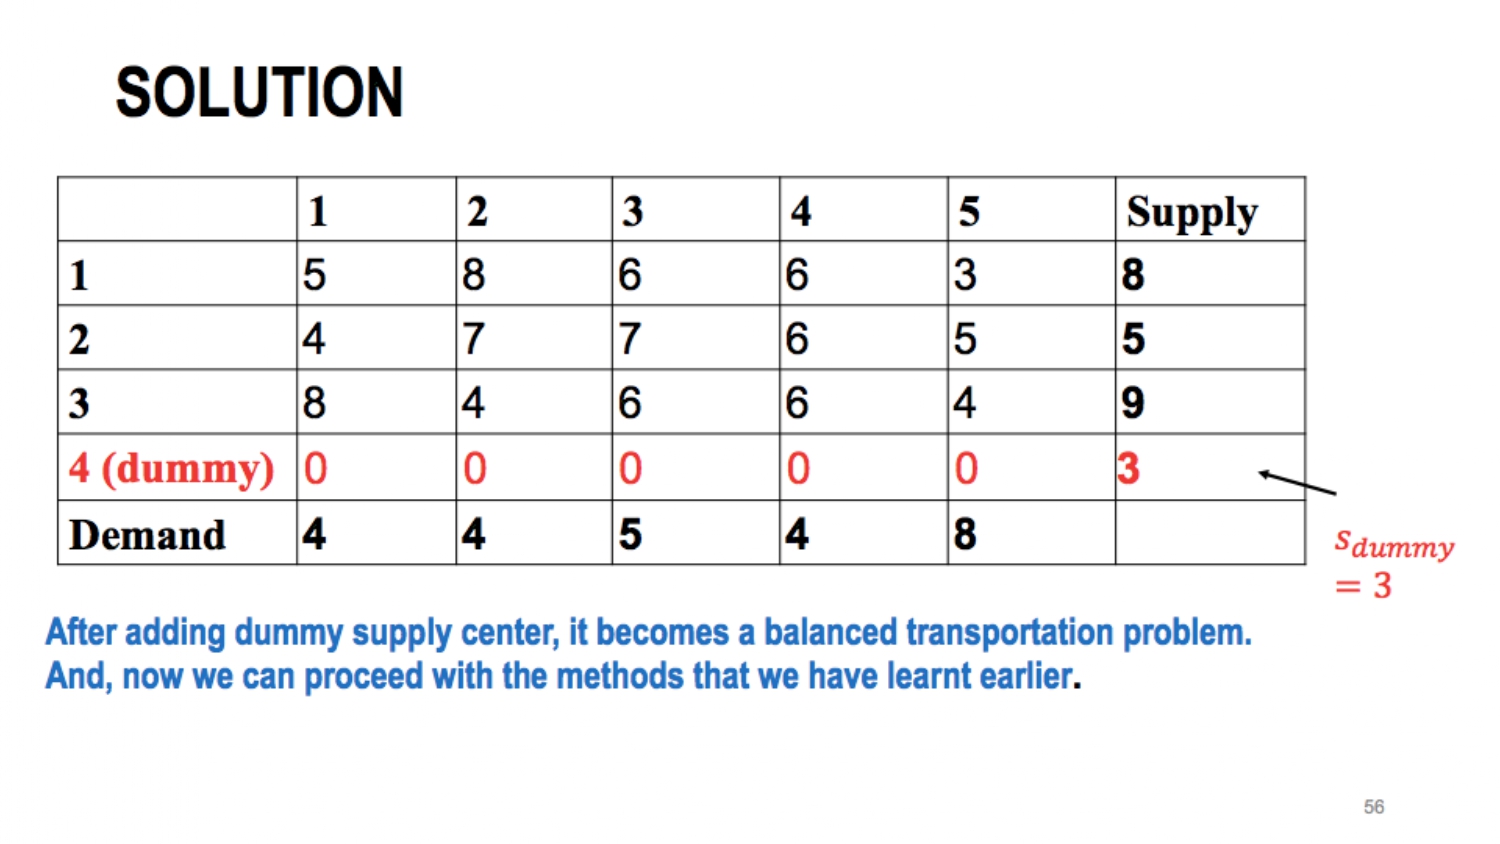 SOLUTION
1 2 3 4 5 Supply
1 5 8 6 6 3 8
2 4 7 7 6 5 5
3 8 4 6 6 4 9
4 (dummy) 0 0 0 0 0 3
Demand 4 4 5 4 8
s_dummy
= 3
After adding dummy supply center, it becomes a balanced transportation problem.
And, now we can proceed with the methods that we have learnt earlier.
56